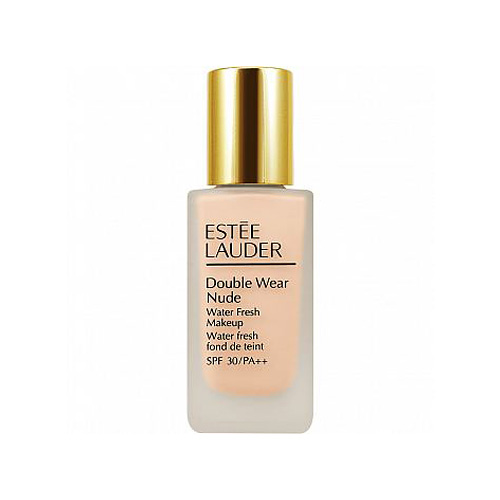 ESTĒE
LAUDER
Double Wear
Nude
Water Fresh
Makeup
Water fresh
fond de teint
SPF 30/PA++